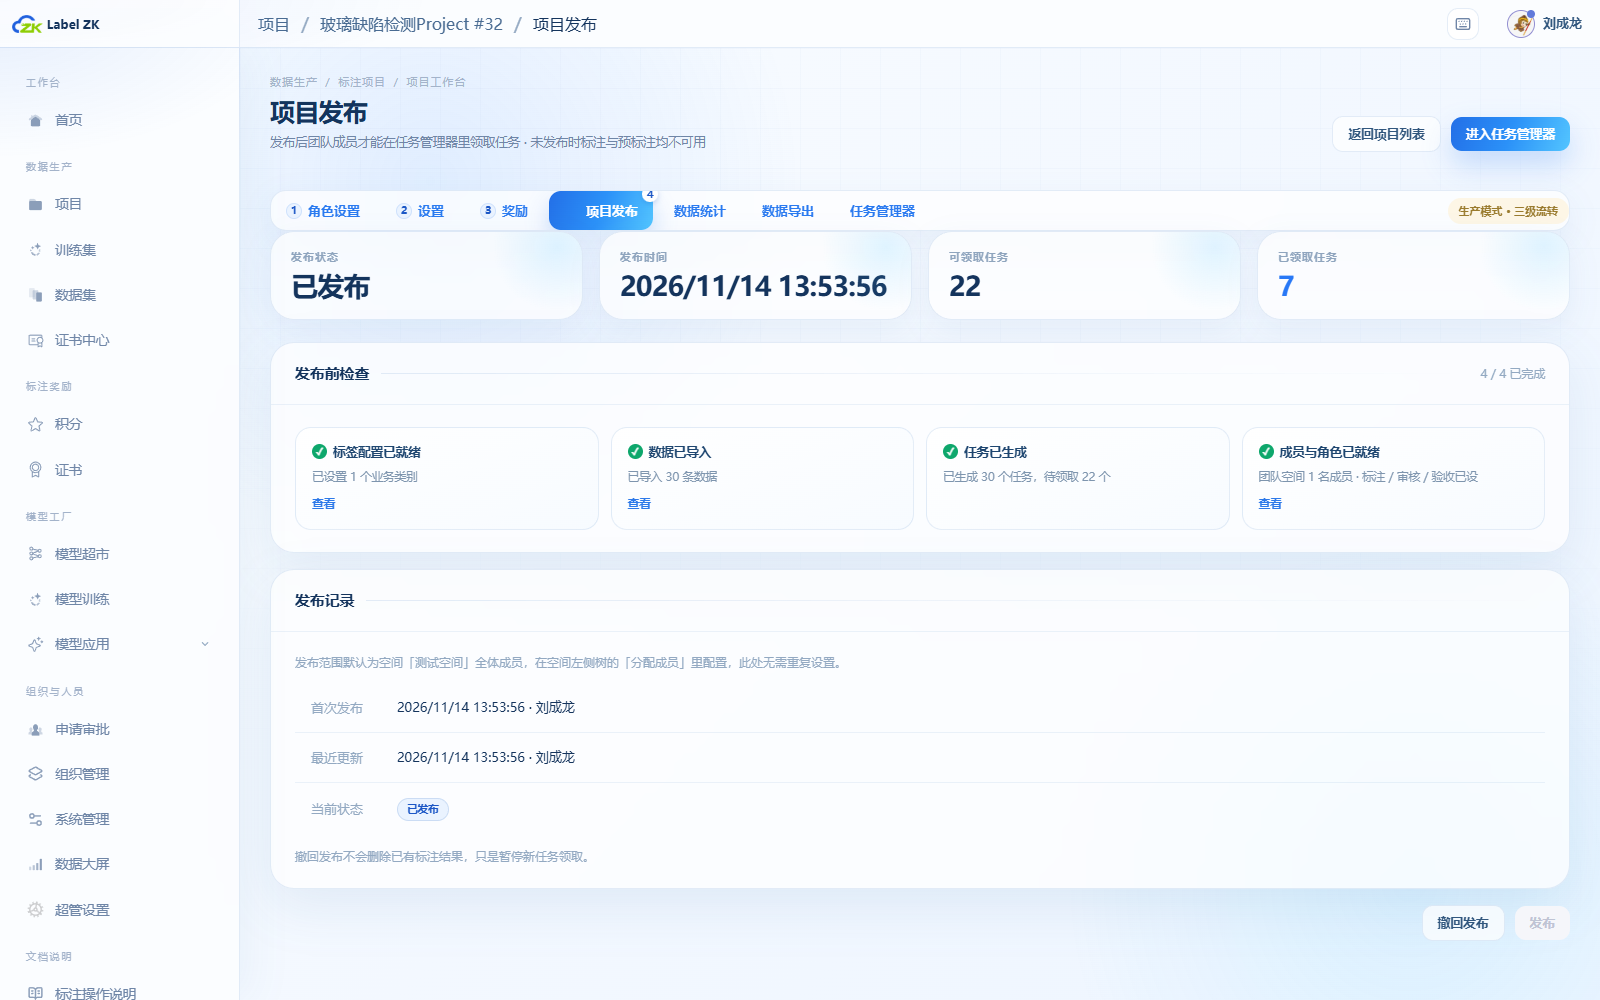 Label ZK
项目 / 玻璃缺陷检测Project #32 / 项目发布
刘成龙
工作台
首页
数据生产
项目
训练集
数据集
证书中心
标注奖励
积分
证书
模型工厂
模型超市
模型训练
模型应用
组织与人员
申请审批
组织管理
系统管理
数据大屏
超管设置
文档说明
标注操作说明
数据生产 / 标注项目 / 项目工作台
项目发布
发布后团队成员才能在任务管理器里领取任务 · 未发布时标注与预标注均不可用
返回项目列表
进入任务管理器
1 角色设置
2 设置
3 奖励
4 项目发布
数据统计
数据导出
任务管理器
生产模式 • 三级流转
发布状态
已发布
发布时间
2026/11/14 13:53:56
可领取任务
22
已领取任务
7
发布前检查
4 / 4 已完成
标签配置已就绪
已设置 1 个业务类别
查看
数据已导入
已导入 30 条数据
查看
任务已生成
已生成 30 个任务，待领取 22 个
成员与角色已就绪
团队空间 1 名成员 · 标注 / 审核 / 验收已设
查看
发布记录
发布范围默认为空间「测试空间」全体成员，在空间左侧树的「分配成员」里配置，此处无需重复设置。
首次发布 2026/11/14 13:53:56 · 刘成龙
最近更新 2026/11/14 13:53:56 · 刘成龙
当前状态 已发布
撤回发布不会删除已有标注结果，只是暂停新任务领取。
撤回发布
发布